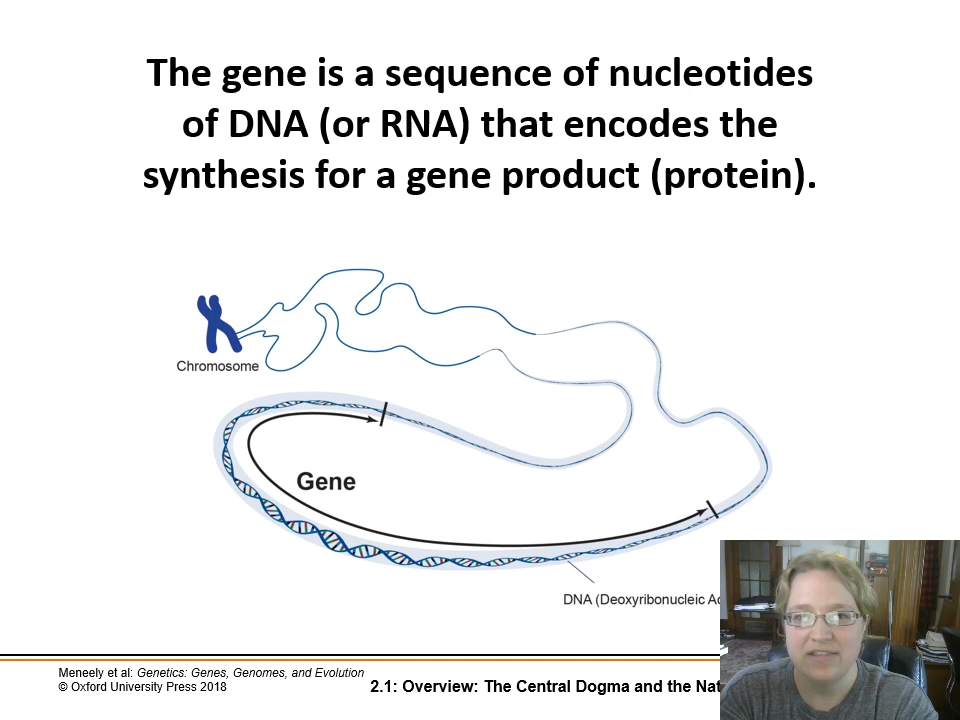 The gene is a sequence of nucleotides
of DNA (or RNA) that encodes the
synthesis for a gene product (protein).
Chromosome
Gene
DNA (Deoxyribonucleic
Meneely et al: Genetics: Genes, Genomes, and Evolution
© Oxford University Press 2018
2.1: Overview: The Central Dogma and the